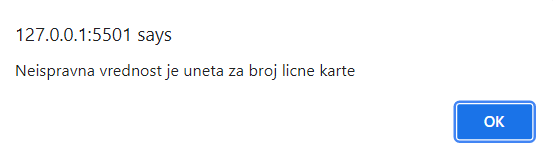 127.0.0.1:5501 says
Neispravna vrednost je uneta za broj licne karte
OK